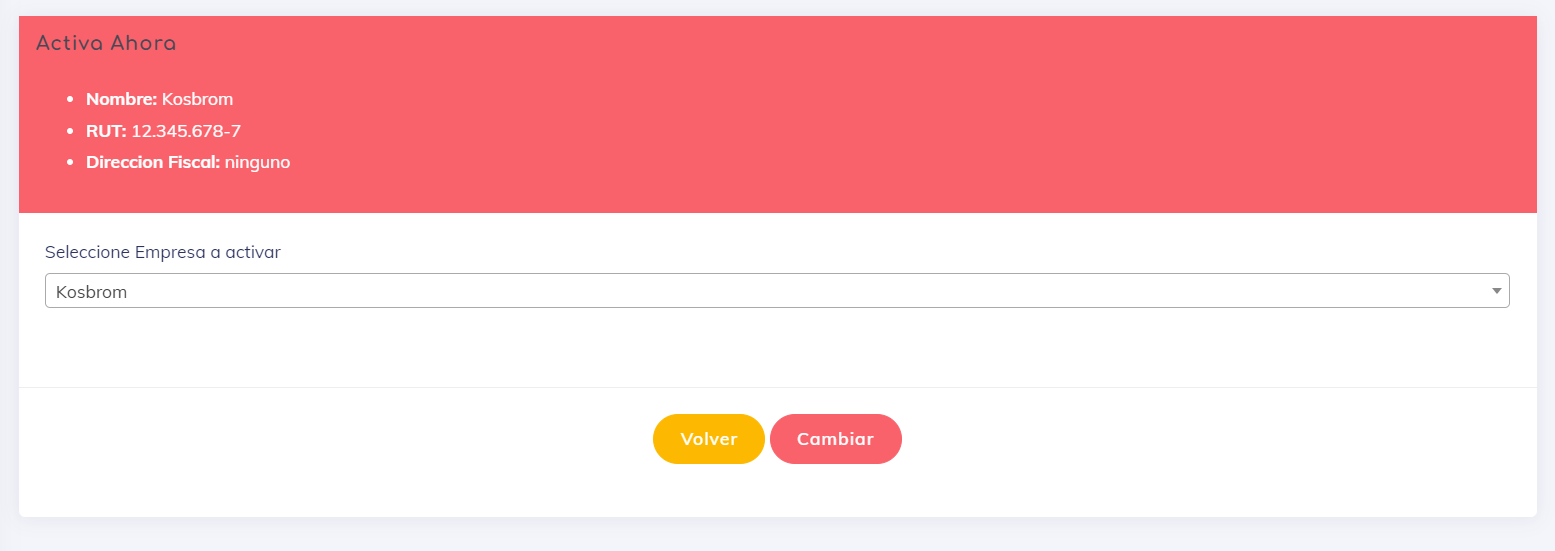 Activa Ahora
Nombre: Kosbrom
RUT: 12.345.678-7
Direccion Fiscal: ninguno
Seleccione Empresa a activar
Kosbrom
Volver Cambiar